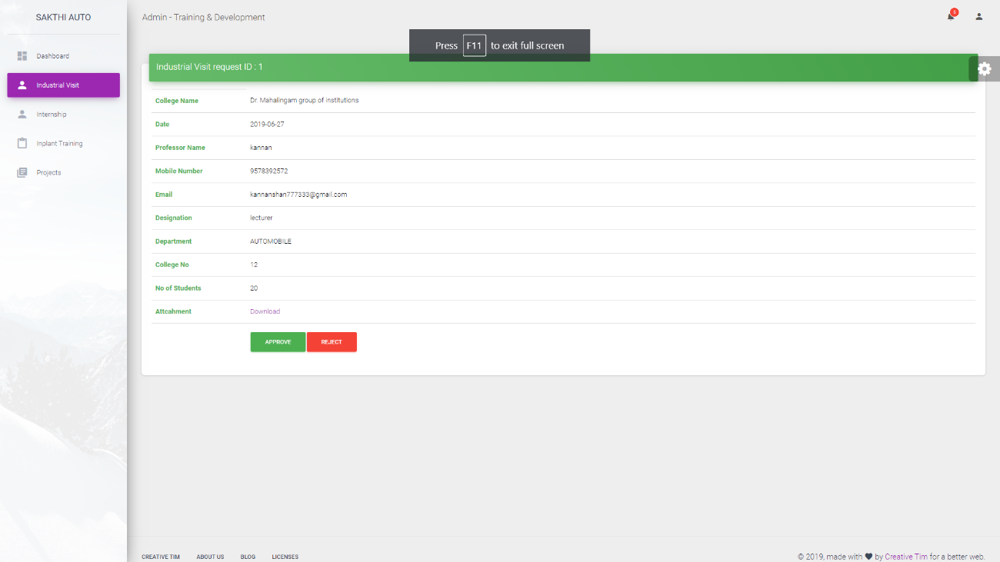 SAKTHI AUTO
Admin - Training & Development
6
Press F11 to exit full screen
Dashboard
Industrial Visit
Internship
Inplant Training
Projects
Industrial Visit request ID : 1
College Name Dr. Mahalingam group of institutions
Date 2019-06-27
Professor Name kannan
Mobile Number 9578392572
Email kannanshan777333@gmail.com
Designation lecturer
Department AUTOMOBILE
College No 12
No of Students 20
Attcahment Download
APPROVE REJECT
CREATIVE TIM ABOUT US BLOG LICENSES
© 2019, made with by Creative Tim for a better web.